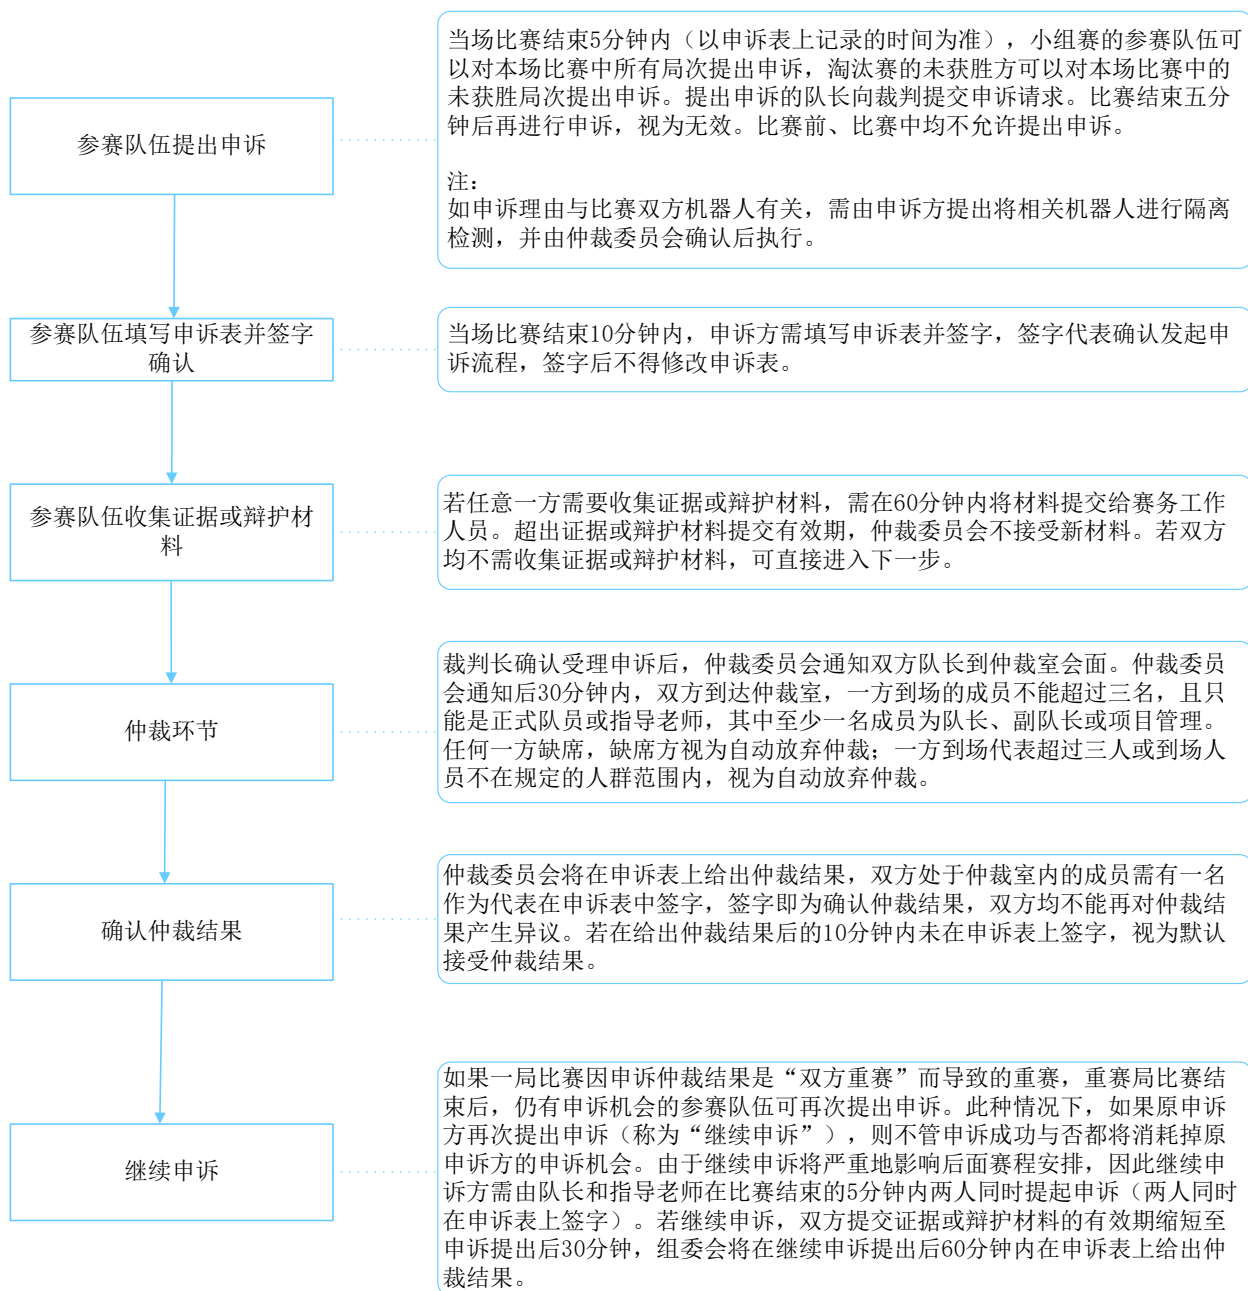 参赛队伍提出申诉
当场比赛结束5分钟内（以申诉表上记录的时间为准），小组赛的参赛队伍可
以对本场比赛中所有局次提出申诉，淘汰赛的未获胜方可以对本场比赛中的
未获胜局次提出申诉。提出申诉的队长向裁判提交申诉请求。比赛结束五分
钟后再进行申诉，视为无效。比赛前、比赛中均不允许提出申诉。
注：
如申诉理由与比赛双方机器人有关，需由申诉方提出将相关机器人进行隔离
检测，并由仲裁委员会确认后执行。
参赛队伍填写申诉表并签字
确认
当场比赛结束10分钟内，申诉方需填写申诉表并签字，签字代表确认发起申
诉流程，签字后不得修改申诉表。
参赛队伍收集证据或辩护材
料
若任意一方需要收集证据或辩护材料，需在60分钟内将材料提交给赛务工作
人员。超出证据或辩护材料提交有效期，仲裁委员会不接受新材料。若双方
均不需收集证据或辩护材料，可直接进入下一步。
仲裁环节
裁判长确认受理申诉后，仲裁委员会通知双方队长到仲裁室会面。仲裁委员
会通知后30分钟内，双方到达仲裁室，一方到场的成员不能超过三名，且只
能是正式队员或指导老师，其中至少一名成员为队长、副队长或项目管理。
任何一方缺席，缺席方视为自动放弃仲裁；一方到场代表超过三人或到场人
员不在规定的人群范围内，视为自动放弃仲裁。
确认仲裁结果
仲裁委员会将在申诉表上给出仲裁结果，双方处于仲裁室内的成员需有一名
作为代表在申诉表中签字，签字即为确认仲裁结果，双方均不能再对仲裁结
果产生异议。若在给出仲裁结果后的10分钟内未在申诉表上签字，视为默认
接受仲裁结果。
继续申诉
如果一局比赛因申诉仲裁结果是“双方重赛”而导致的重赛，重赛局比赛结
束后，仍有申诉机会的参赛队伍可再次提出申诉。此种情况下，如果原申诉
方再次提出申诉（称为“继续申诉”），则不管申诉成功与否都将消耗掉原
申诉方的申诉机会。由于继续申诉将严重地影响后面赛程安排，因此继续申
诉方需由队长和指导老师在比赛结束的5分钟内两人同时提起申诉（两人同时
在申诉表上签字）。若继续申诉，双方提交证据或辩护材料的有效期缩短至
申诉提出后30分钟，组委会将在继续申诉提出后60分钟内在申诉表上给出仲
裁结果。